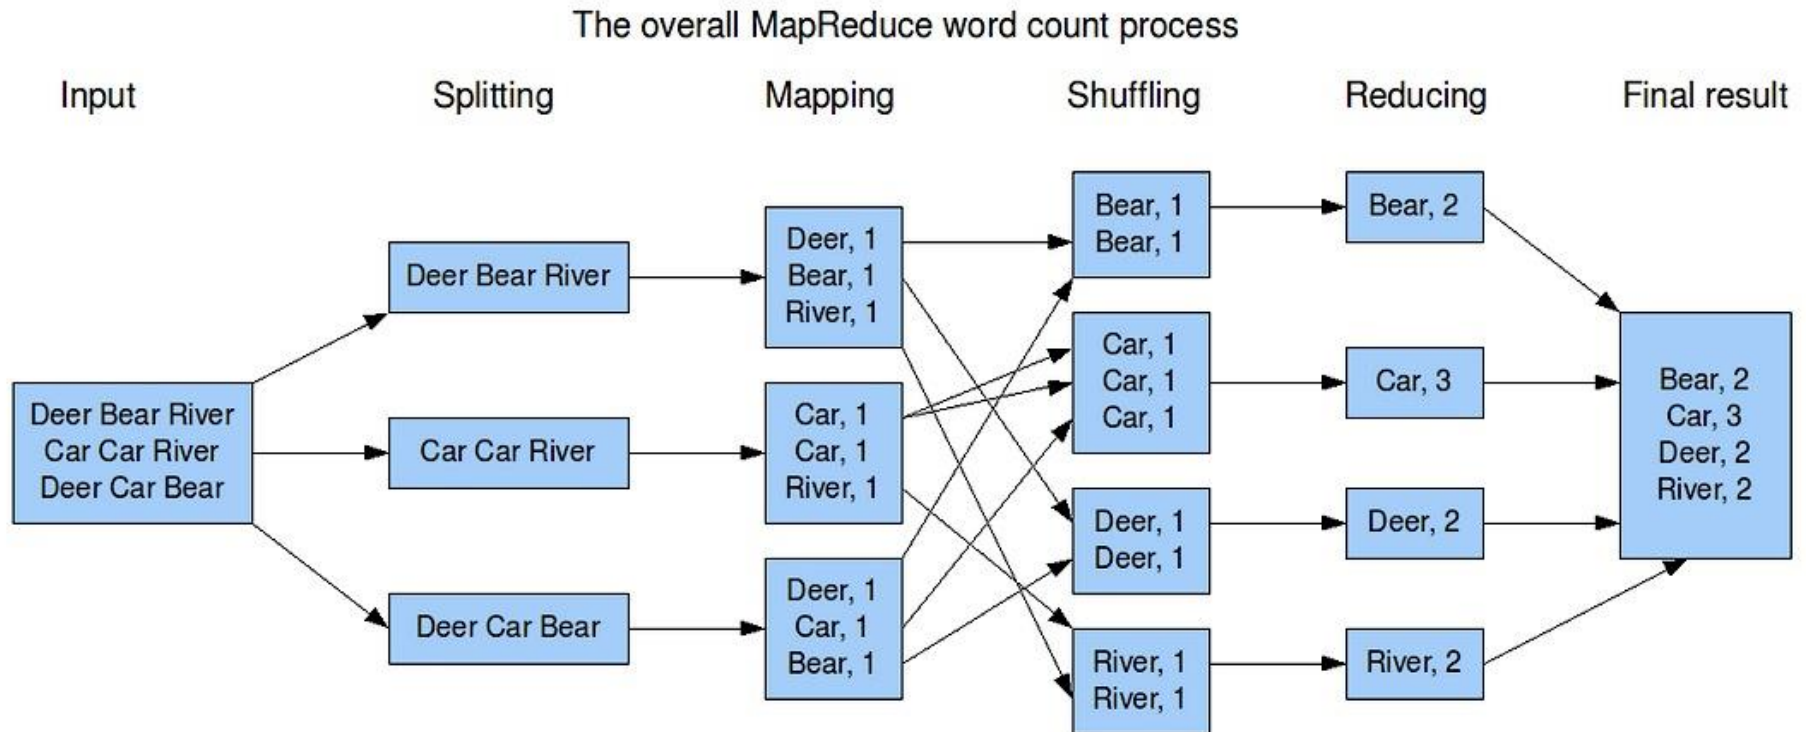 The overall MapReduce word count process
Input
Splitting
Mapping
Shuffling
Reducing
Final result
Deer Bear River
Car Car River
Deer Car Bear
Deer Bear River
Car Car River
Deer Car Bear
Deer, 1
Bear, 1
River, 1
Car, 1
Car, 1
River, 1
Deer, 1
Car, 1
Bear, 1
Bear, 1
Bear, 1
Car, 1
Car, 1
Car, 1
Deer, 1
Deer, 1
River, 1
River, 1
Bear, 2
Car, 3
Deer, 2
River, 2
Bear, 2
Car, 3
Deer, 2
River, 2